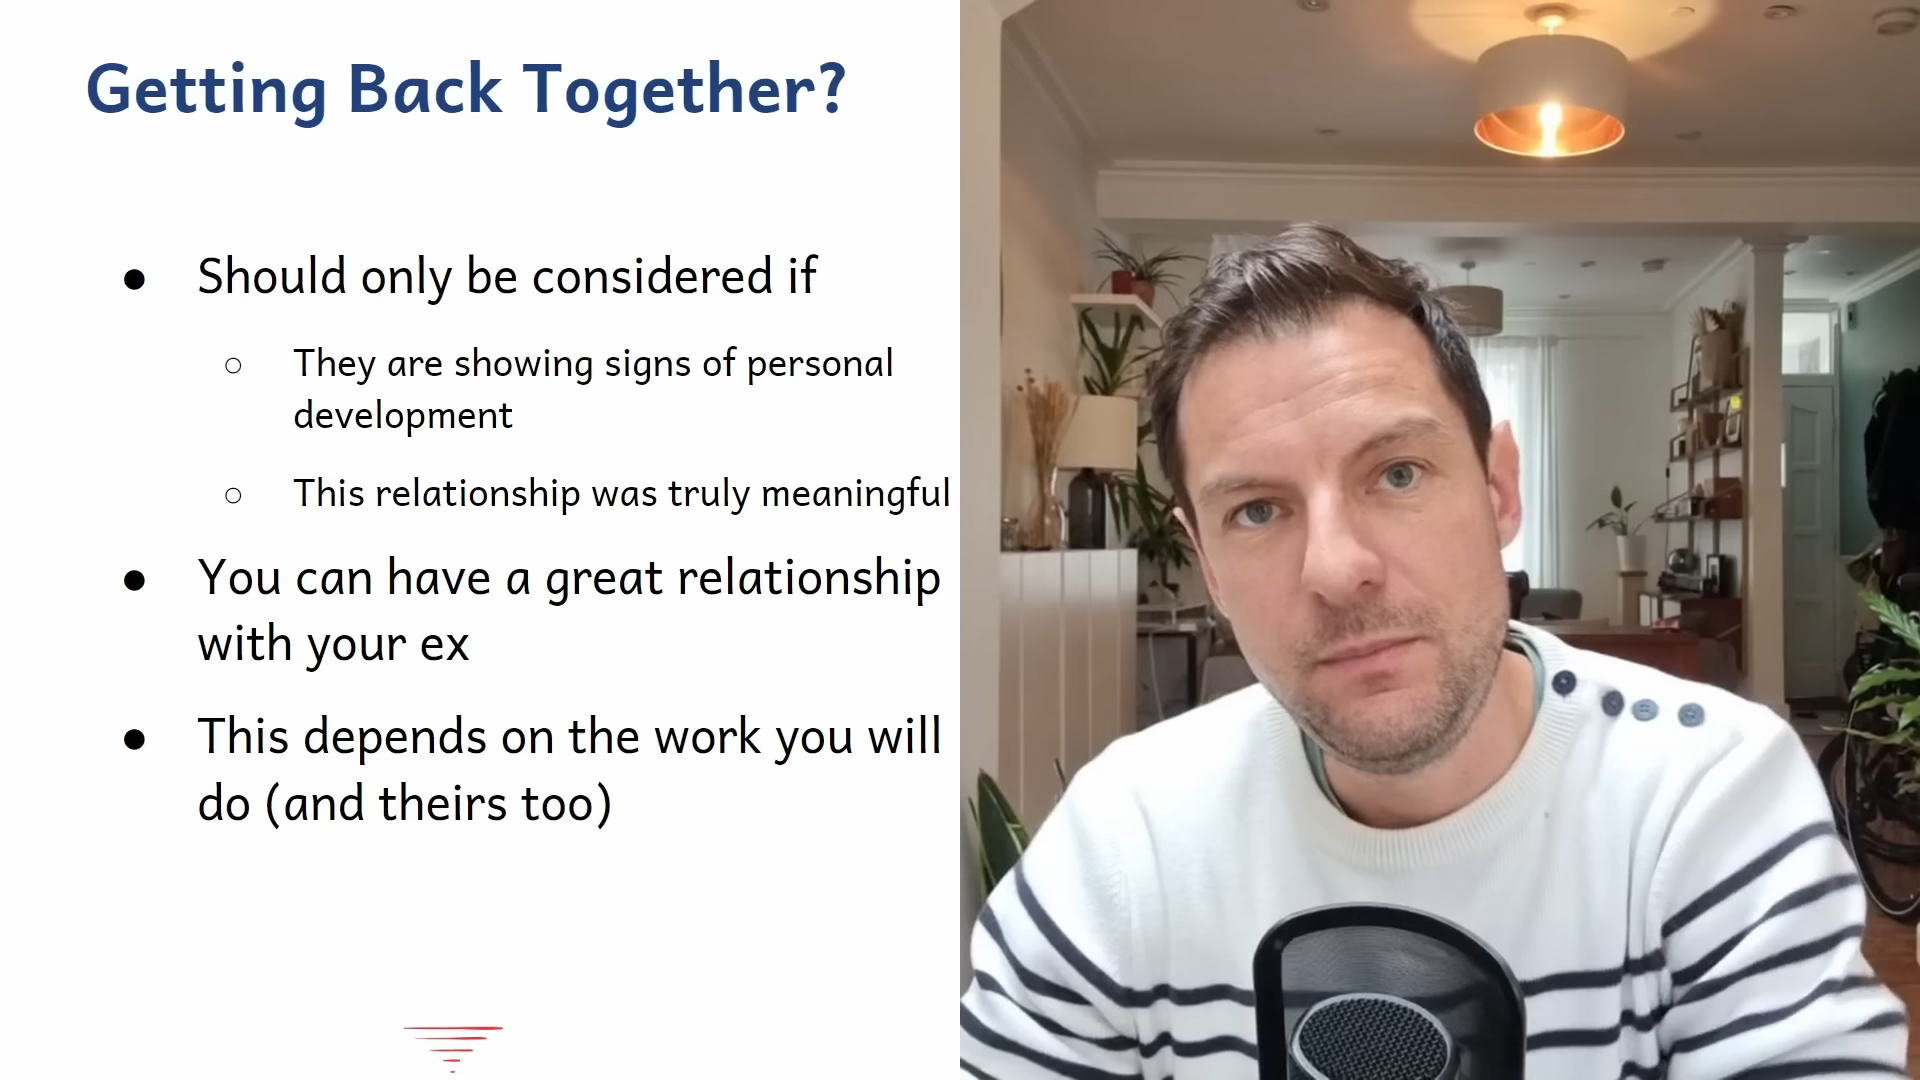 Getting Back Together?
● Should only be considered if
○ They are showing signs of personal
development
○ This relationship was truly meaningful
● You can have a great relationship
with your ex
● This depends on the work you will
do (and theirs too)